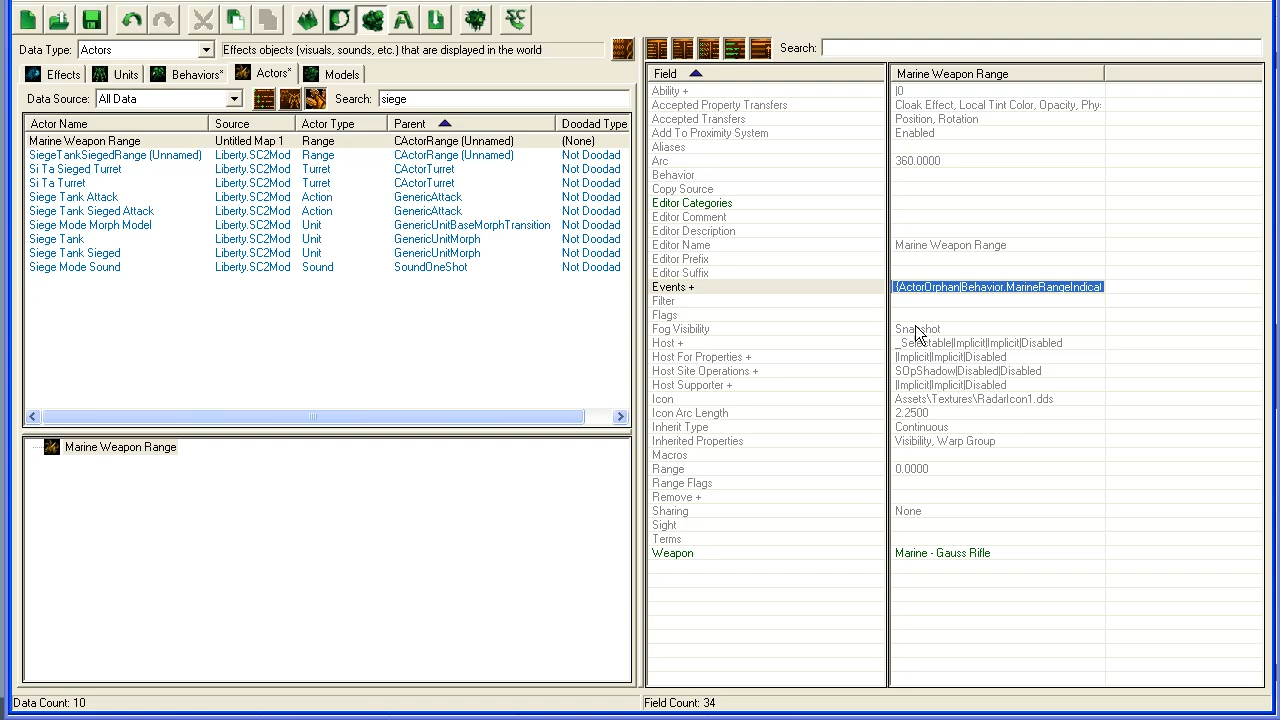 Data Type: Actors Effects objects (visuals, sounds, etc.) that are displayed in the world Search:
Effects Units Behaviors* Actors* Models
Data Source: All Data Search: siege
Actor Name Source Actor Type Parent Doodad Type
Marine Weapon Range Untitled Map 1 Range CActorRange (Unnamed) (None)
SiegeTankSiegedRange (Unnamed) Liberty.SC2Mod Range CActorRange (Unnamed) Not Doodad
Si Ta Sieged Turret Liberty.SC2Mod Turret CActorTurret Not Doodad
Si Ta Turret Liberty.SC2Mod Turret CActorTurret Not Doodad
Siege Tank Attack Liberty.SC2Mod Action GenericAttack Not Doodad
Siege Tank Sieged Attack Liberty.SC2Mod Action GenericAttack Not Doodad
Siege Mode Morph Model Liberty.SC2Mod Unit GenericUnitBaseMorphTransition Not Doodad
Siege Tank Liberty.SC2Mod Unit GenericUnitMorph Not Doodad
Siege Tank Sieged Liberty.SC2Mod Unit GenericUnitMorph Not Doodad
Siege Mode Sound Liberty.SC2Mod Sound SoundOneShot Not Doodad
Marine Weapon Range
Data Count: 10
Field Marine Weapon Range
Ability + |0
Accepted Property Transfers Cloak Effect, Local Tint Color, Opacity, Phy:
Accepted Transfers Position, Rotation
Add To Proximity System Enabled
Aliases
Arc 360.0000
Behavior
Copy Source
Editor Categories
Editor Comment
Editor Description
Editor Name Marine Weapon Range
Editor Prefix
Editor Suffix
Events + (ActorOrphan|Behavior.MarineRangeIndicat
Filter
Flags
Fog Visibility Snapshot
Host + _Selectable|Implicit|Implicit|Disabled
Host For Properties + |Implicit|Implicit|Disabled
Host Site Operations + SOpShadow|Disabled|Disabled
Host Supporter + |Implicit|Implicit|Disabled
Icon Assets\Textures\RadarIcon1.dds
Icon Arc Length 2.2500
Inherit Type Continuous
Inherited Properties Visibility, Warp Group
Macros
Range 0.0000
Range Flags
Remove +
Sharing None
Sight
Terms
Weapon Marine - Gauss Rifle
Field Count: 34